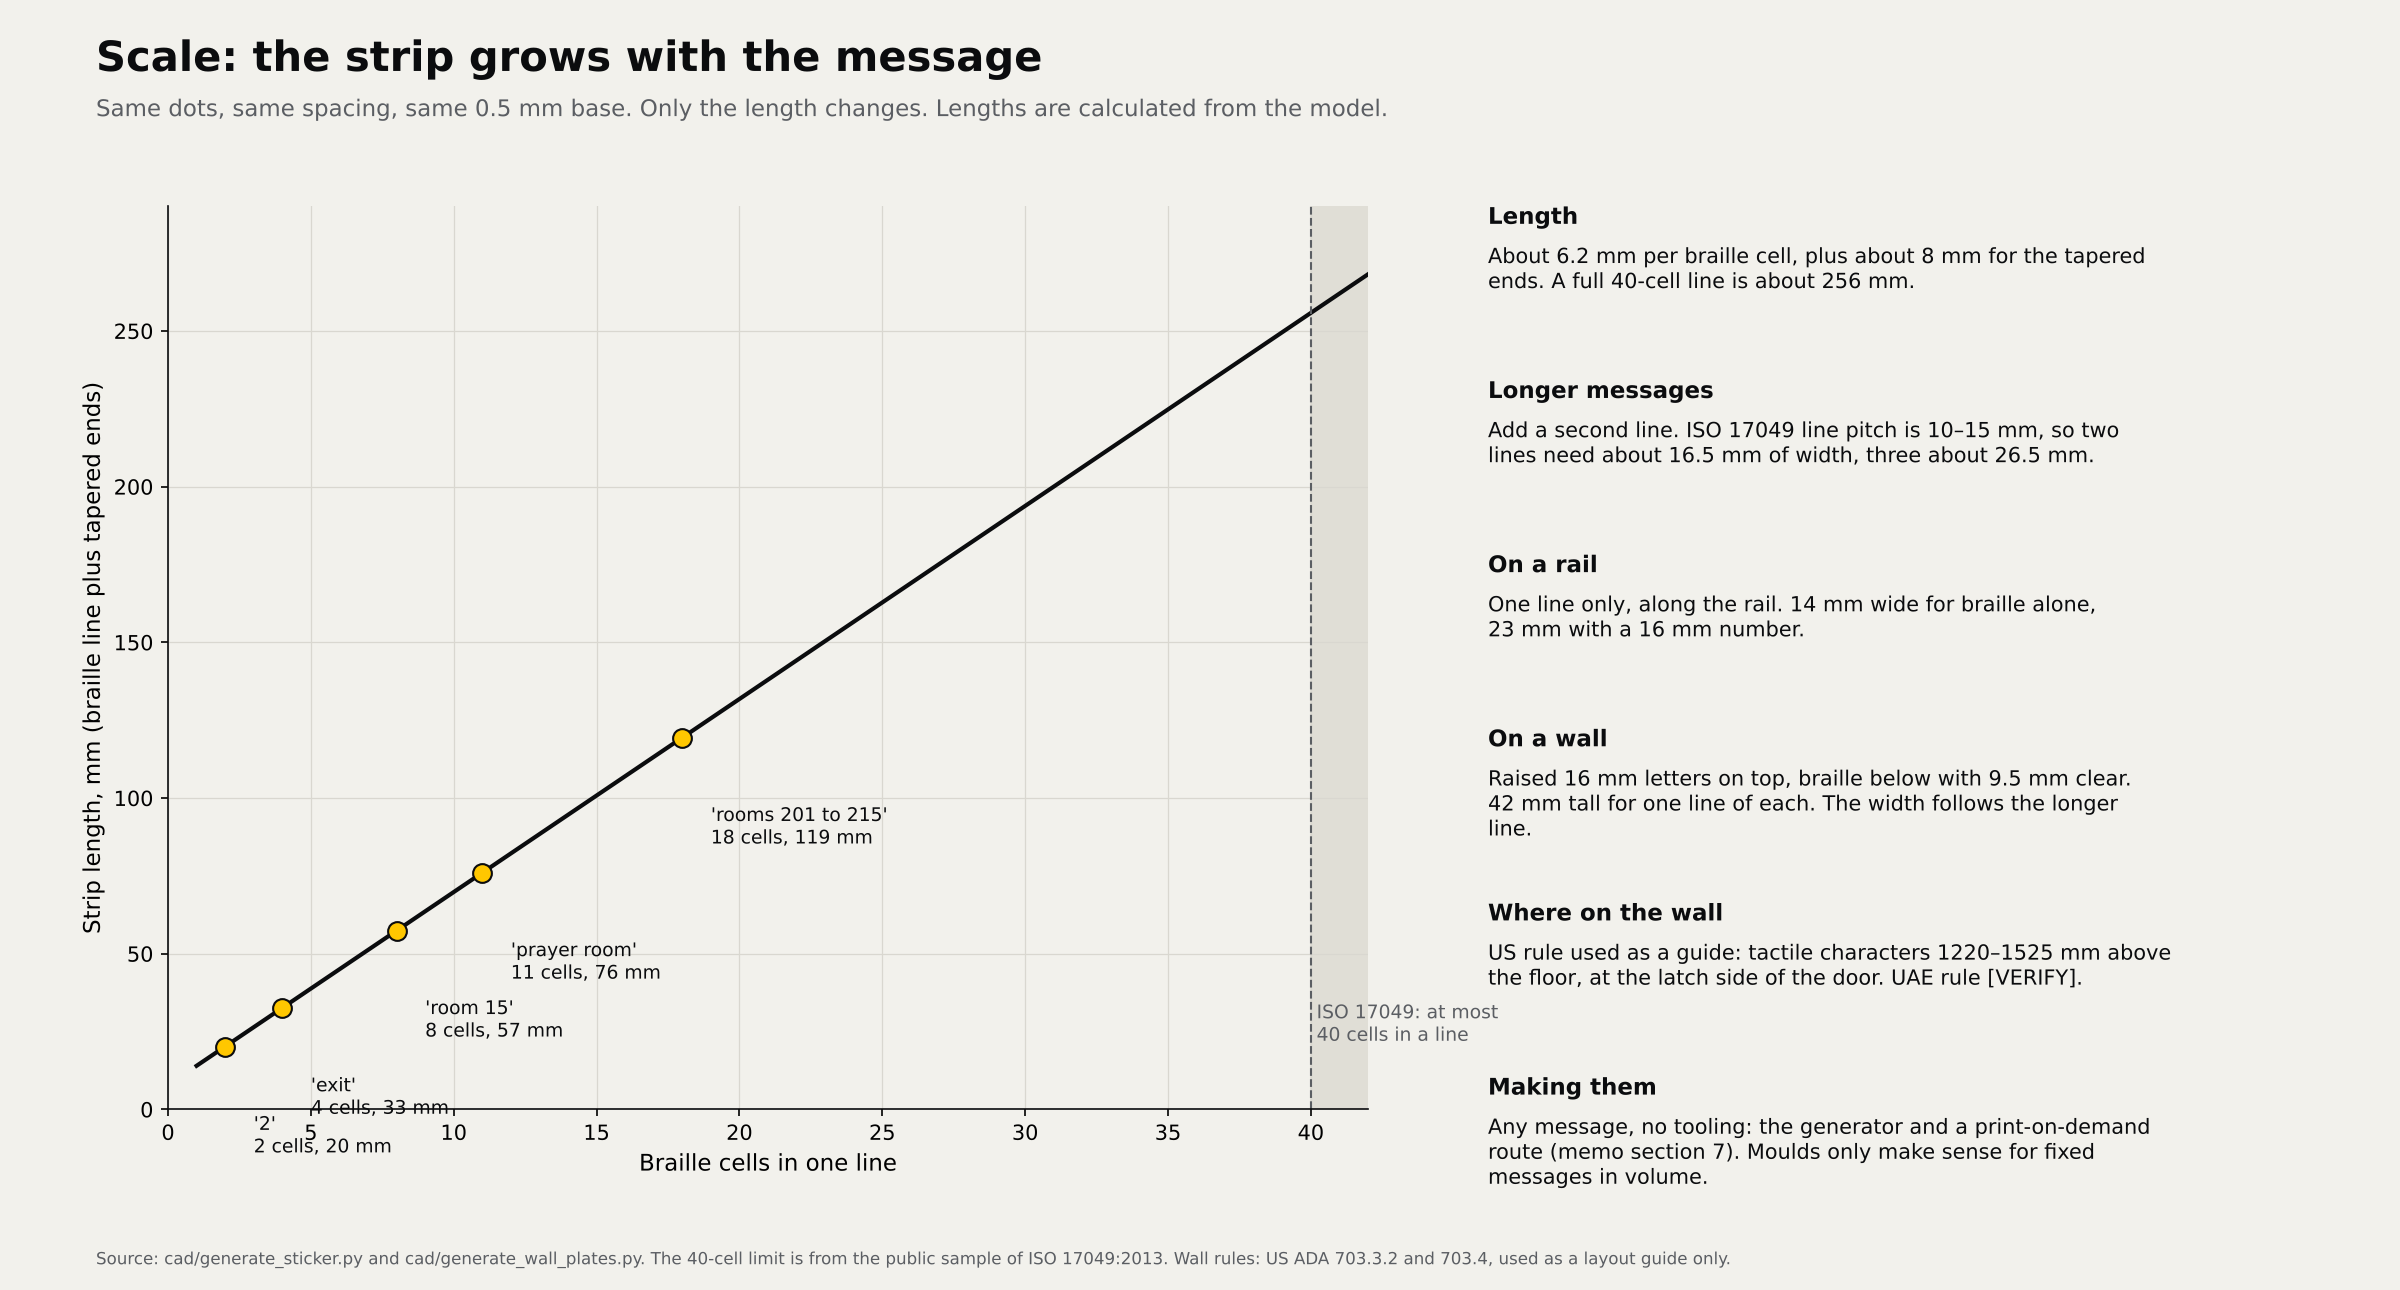 Scale: the strip grows with the message
Same dots, same spacing, same 0.5 mm base. Only the length changes. Lengths are calculated from the model.
Strip length, mm (braille line plus tapered ends)
250
200
150
100
50
0
'rooms 201 to 215'
18 cells, 119 mm
'prayer room'
11 cells, 76 mm
'room 15'
8 cells, 57 mm
'exit'
4 cells, 33 mm
'2'
2 cells, 20 mm
ISO 17049: at most
40 cells in a line
0 5 10 15 20 25 30 35 40
Braille cells in one line
Length
About 6.2 mm per braille cell, plus about 8 mm for the tapered
ends. A full 40-cell line is about 256 mm.
Longer messages
Add a second line. ISO 17049 line pitch is 10–15 mm, so two
lines need about 16.5 mm of width, three about 26.5 mm.
On a rail
One line only, along the rail. 14 mm wide for braille alone,
23 mm with a 16 mm number.
On a wall
Raised 16 mm letters on top, braille below with 9.5 mm clear.
42 mm tall for one line of each. The width follows the longer
line.
Where on the wall
US rule used as a guide: tactile characters 1220–1525 mm above
the floor, at the latch side of the door. UAE rule [VERIFY].
Making them
Any message, no tooling: the generator and a print-on-demand
route (memo section 7). Moulds only make sense for fixed
messages in volume.
Source: cad/generate_sticker.py and cad/generate_wall_plates.py. The 40-cell limit is from the public sample of ISO 17049:2013. Wall rules: US ADA 703.3.2 and 703.4, used as a layout guide only.